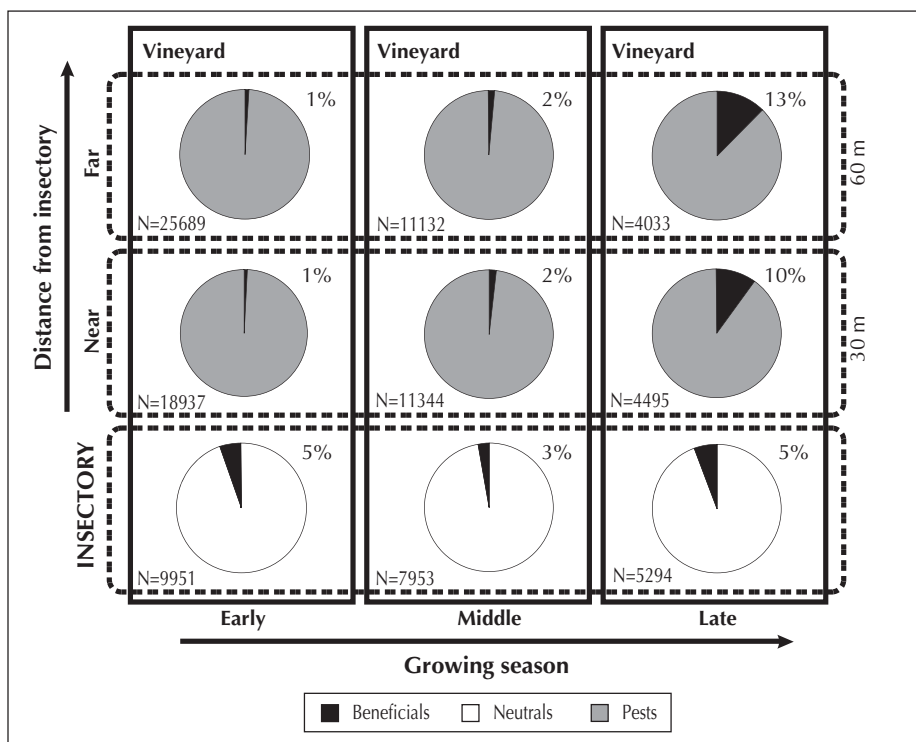 Vineyard Vineyard Vineyard
1% 2% 13%
N=25689 N=11132 N=4033
Far
60 m
1% 2% 10%
N=18937 N=11344 N=4495
Near
30 m
Distance from insectory
5% 3% 5%
N=9951 N=7953 N=5294
INSECTORY
Early Middle Late
Growing season
Beneficials Neutrals Pests